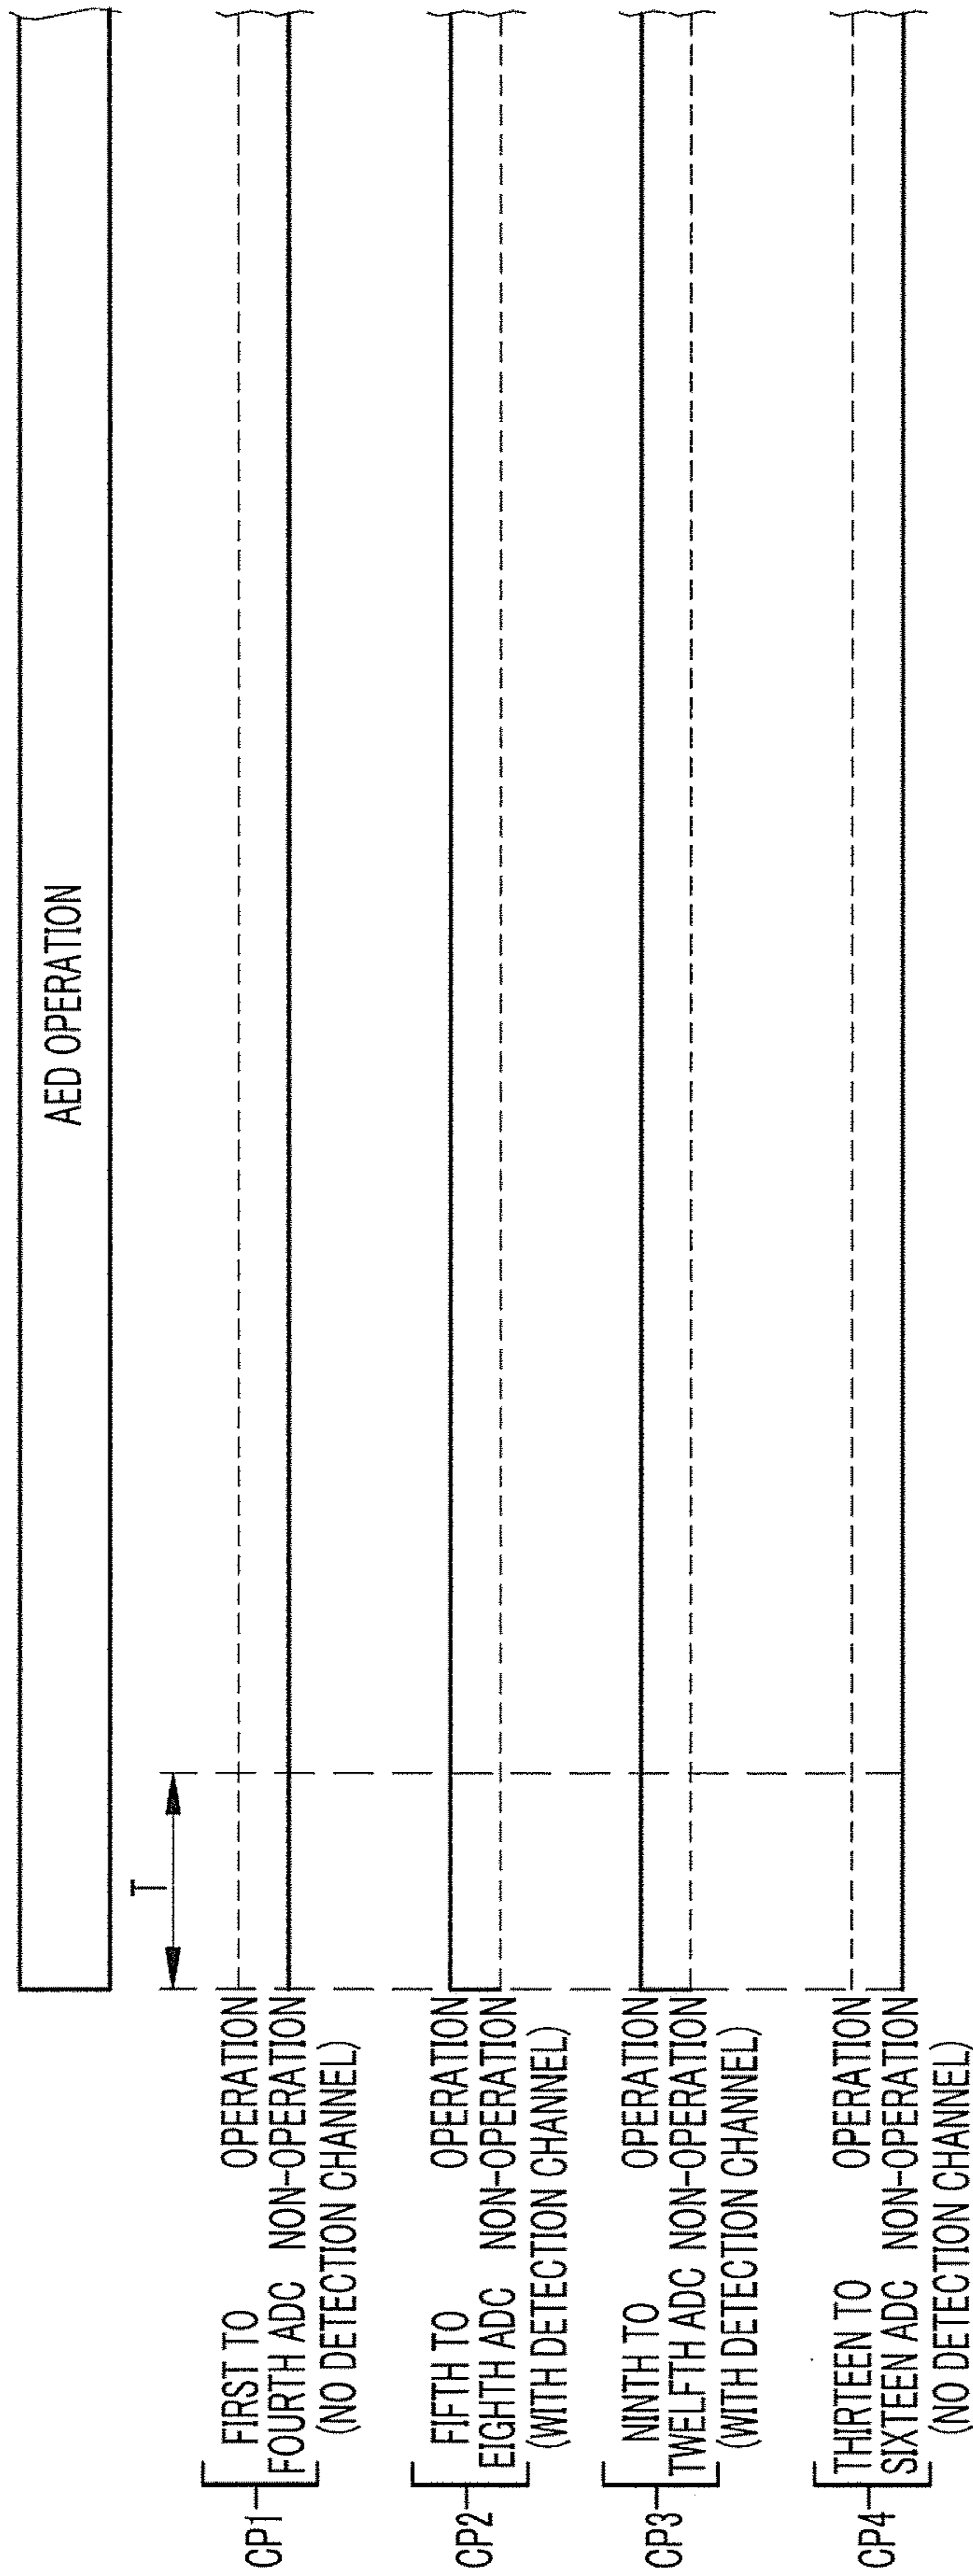 AED OPERATION
T
CP1
FIRST TO
FOURTH ADC
OPERATION
NON-OPERATION
(NO DETECTION CHANNEL)
CP2
FIFTH TO
EIGHTH ADC
OPERATION
NON-OPERATION
(WITH DETECTION CHANNEL)
CP3
NINTH TO
TWELFTH ADC
OPERATION
NON-OPERATION
(WITH DETECTION CHANNEL)
CP4
THIRTEEN TO
SIXTEEN ADC
OPERATION
NON-OPERATION
(NO DETECTION CHANNEL)